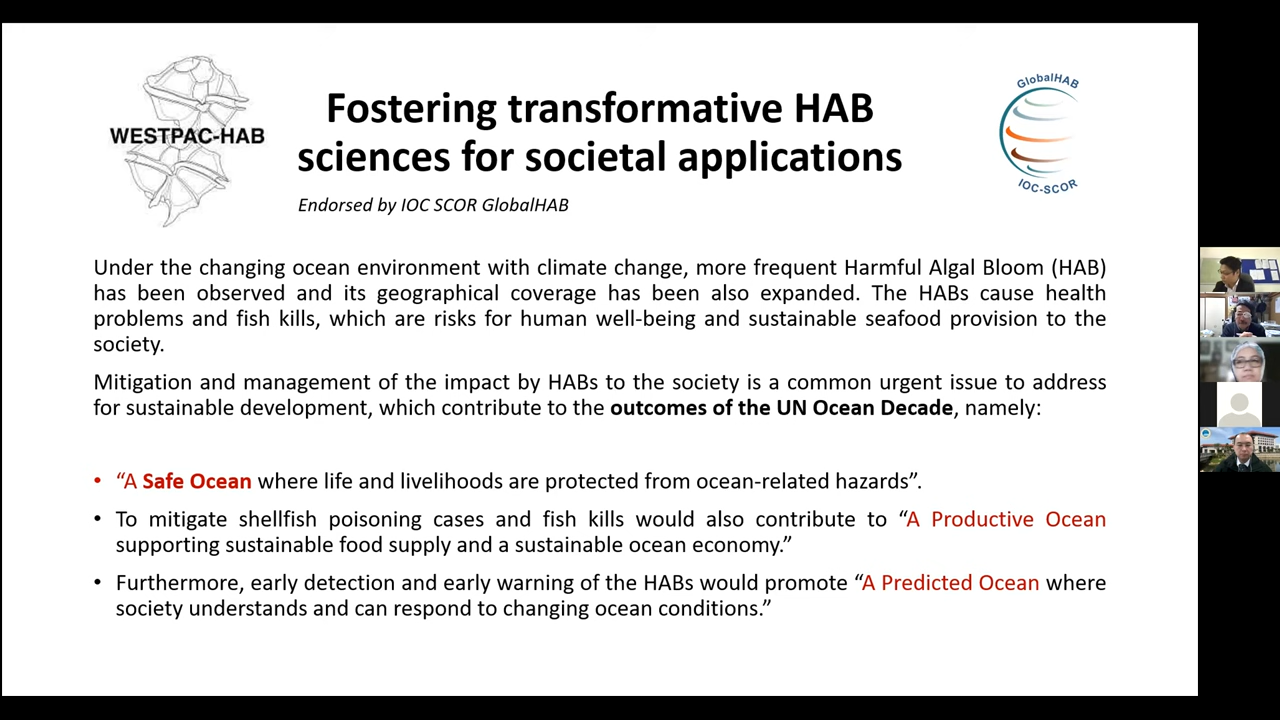 WESTPAC-HAB
Fostering transformative HAB
sciences for societal applications
Endorsed by IOC SCOR GlobalHAB
GlobalHAB
IOC-SCOR
Under the changing ocean environment with climate change, more frequent Harmful Algal Bloom (HAB)
has been observed and its geographical coverage has been also expanded. The HABs cause health
problems and fish kills, which are risks for human well-being and sustainable seafood provision to the
society.
Mitigation and management of the impact by HABs to the society is a common urgent issue to address
for sustainable development, which contribute to the outcomes of the UN Ocean Decade, namely:
• “A Safe Ocean where life and livelihoods are protected from ocean-related hazards”.
• To mitigate shellfish poisoning cases and fish kills would also contribute to “A Productive Ocean
supporting sustainable food supply and a sustainable ocean economy.”
• Furthermore, early detection and early warning of the HABs would promote “A Predicted Ocean where
society understands and can respond to changing ocean conditions.”